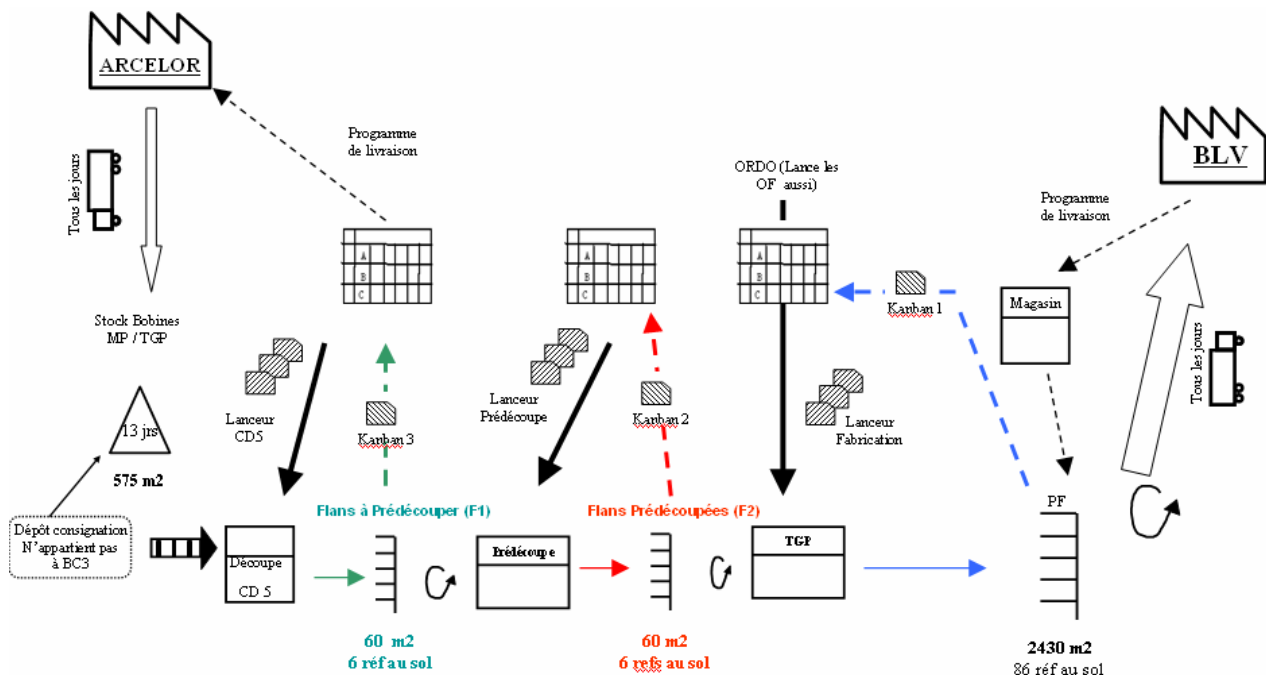 ARCELOR
Tous les jours
Programme
de livraison
ORDO (Lance les
OF aussi)
BLV
Programme
de livraison
A
B
C
A
B
C
A
B
C
Kanban 1
Magasin
Tous les jours
Stock Bobines
MP / TGP
13 jrs
575 m2
Lanceur
CD5
Kanban 3
Lanceur
Prédécoupe
Kanban 2
Lanceur
Fabrication
Dépôt consignation
N'appartient pas
à BC3
Flans à Prédécouper (F1)
Flans Prédécoupées (F2)
PF
Découpe
CD 5
Prédécoupe
TGP
60 m2
6 réf au sol
60 m2
6 refs au sol
2430 m2
86 réf au sol